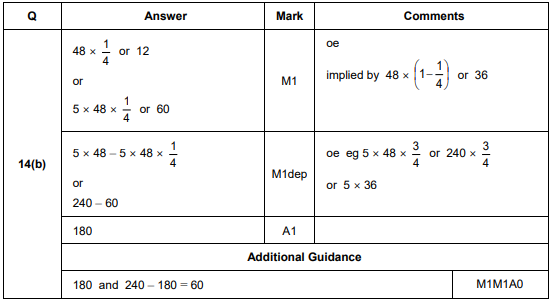 Q Answer Mark Comments
14(b)
48 × 1/4 or 12
or
5 × 48 × 1/4 or 60
M1
oe
implied by 48 × (1 − 1/4) or 36
5 × 48 – 5 × 48 × 1/4
or
240 – 60
M1dep
oe eg 5 × 48 × 3/4 or 240 × 3/4
or 5 × 36
180 A1
Additional Guidance
180 and 240 – 180 = 60 M1M1A0